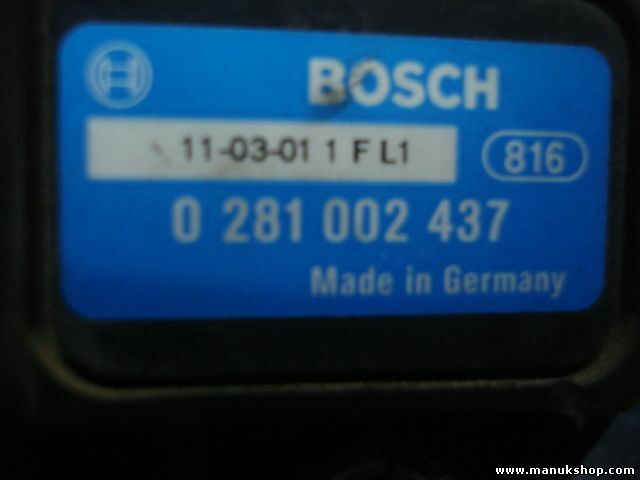 BOSCH
11-03-01 1 F L1
816
0 281 002 437
Made in Germany
www.manukshop.com